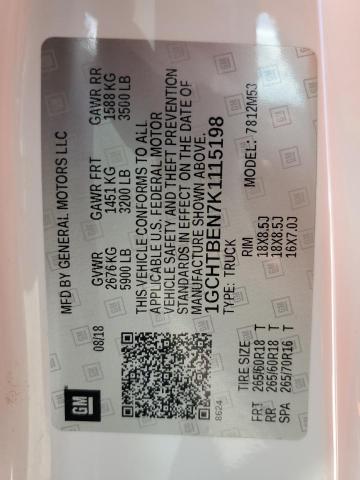 GM
MFD BY GENERAL MOTORS LLC
08/18 GVWR GAWR FRT GAWR RR
2676 KG 1451 KG 1588 KG
5900 LB 3200 LB 3500 LB
THIS VEHICLE CONFORMS TO ALL
APPLICABLE U.S. FEDERAL MOTOR
VEHICLE SAFETY AND THEFT PREVENTION
STANDARDS IN EFFECT ON THE DATE OF
MANUFACTURE SHOWN ABOVE.
1GCHTBEN7K1115198
8624 TYPE: TRUCK MODEL: 7812M53
TIRE SIZE RIM
FRT 265/60R18 T 18X8.5J
RR 265/60R18 T 18X8.5J
SPA 265/70R16 T 16X7.0J